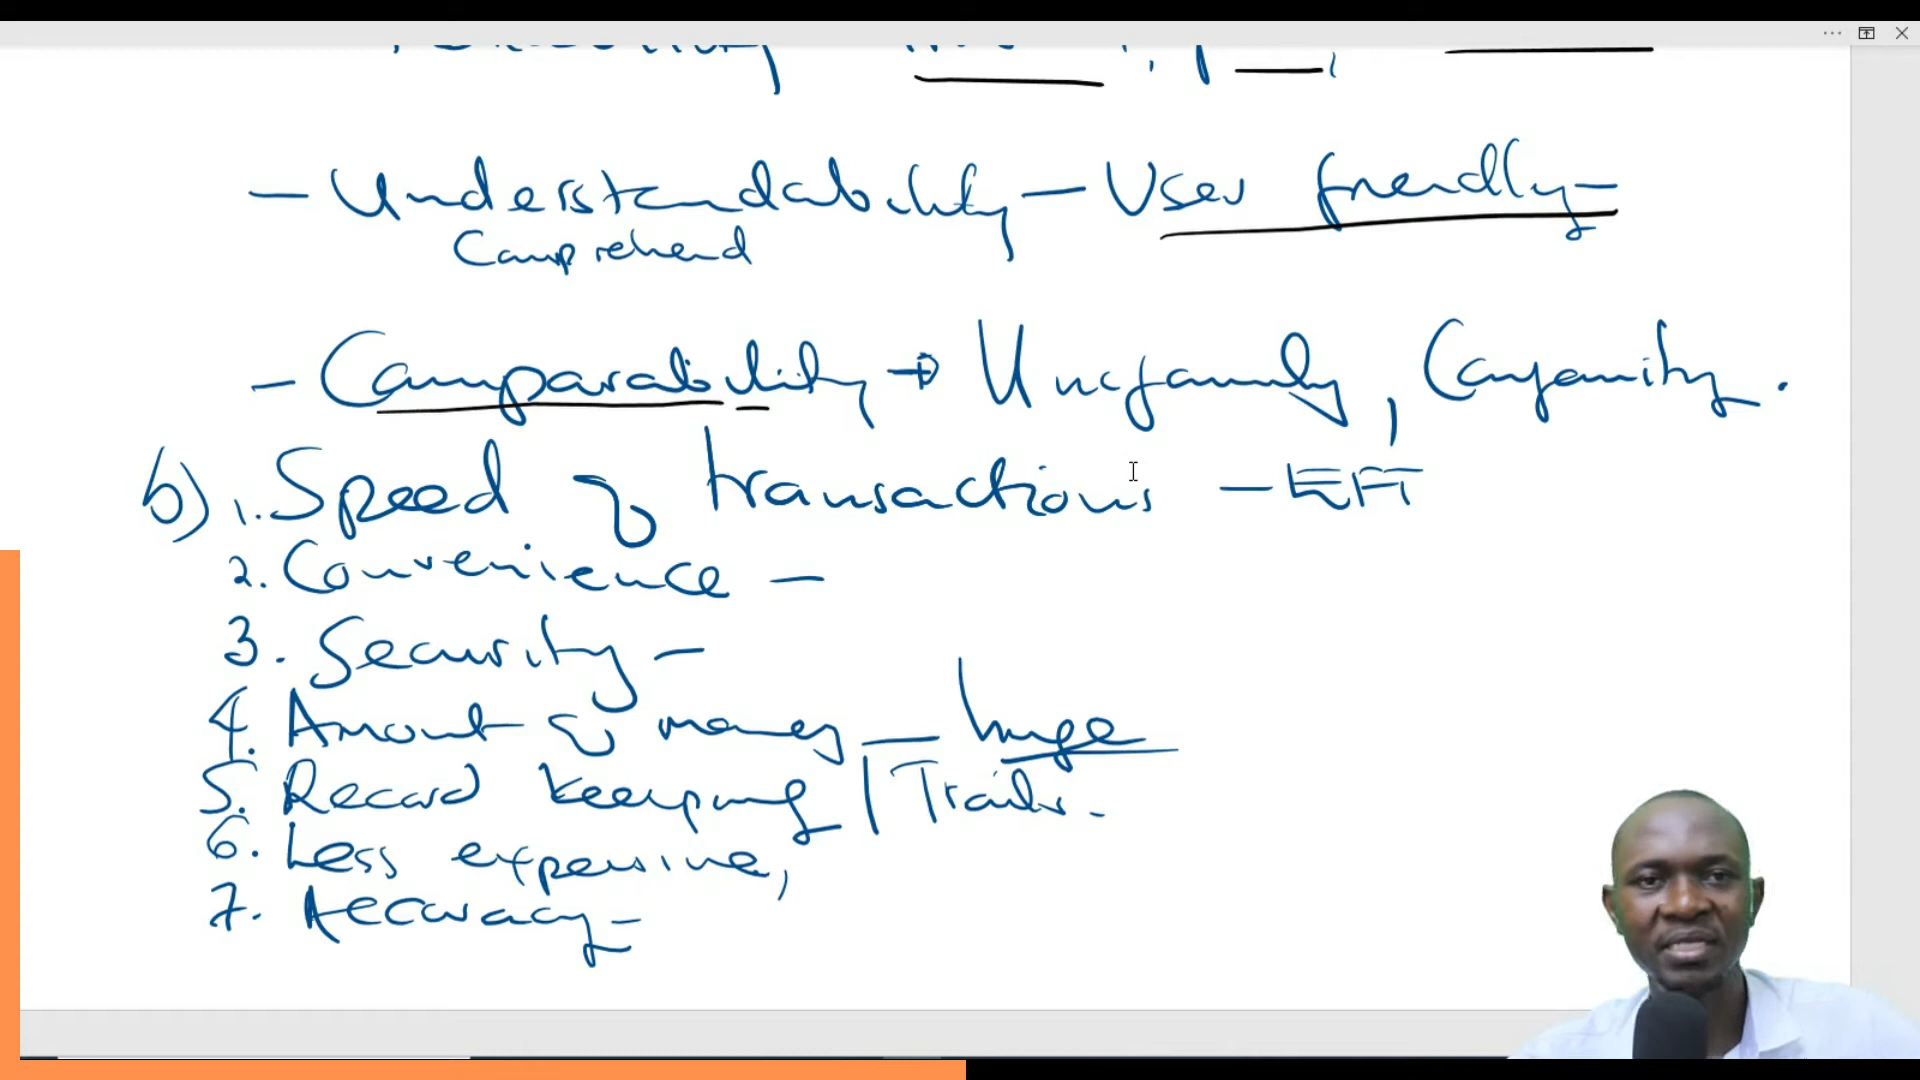 - Understandability - User friendly -
Comprehend
- Comparability → Uniformity, Conformity.
b) 1. Speed of transactions - EFT
2. Convenience -
3. Security -
4. Amount of money - huge
5. Record keeping / Trails.
6. Less expensive,
7. Accuracy -